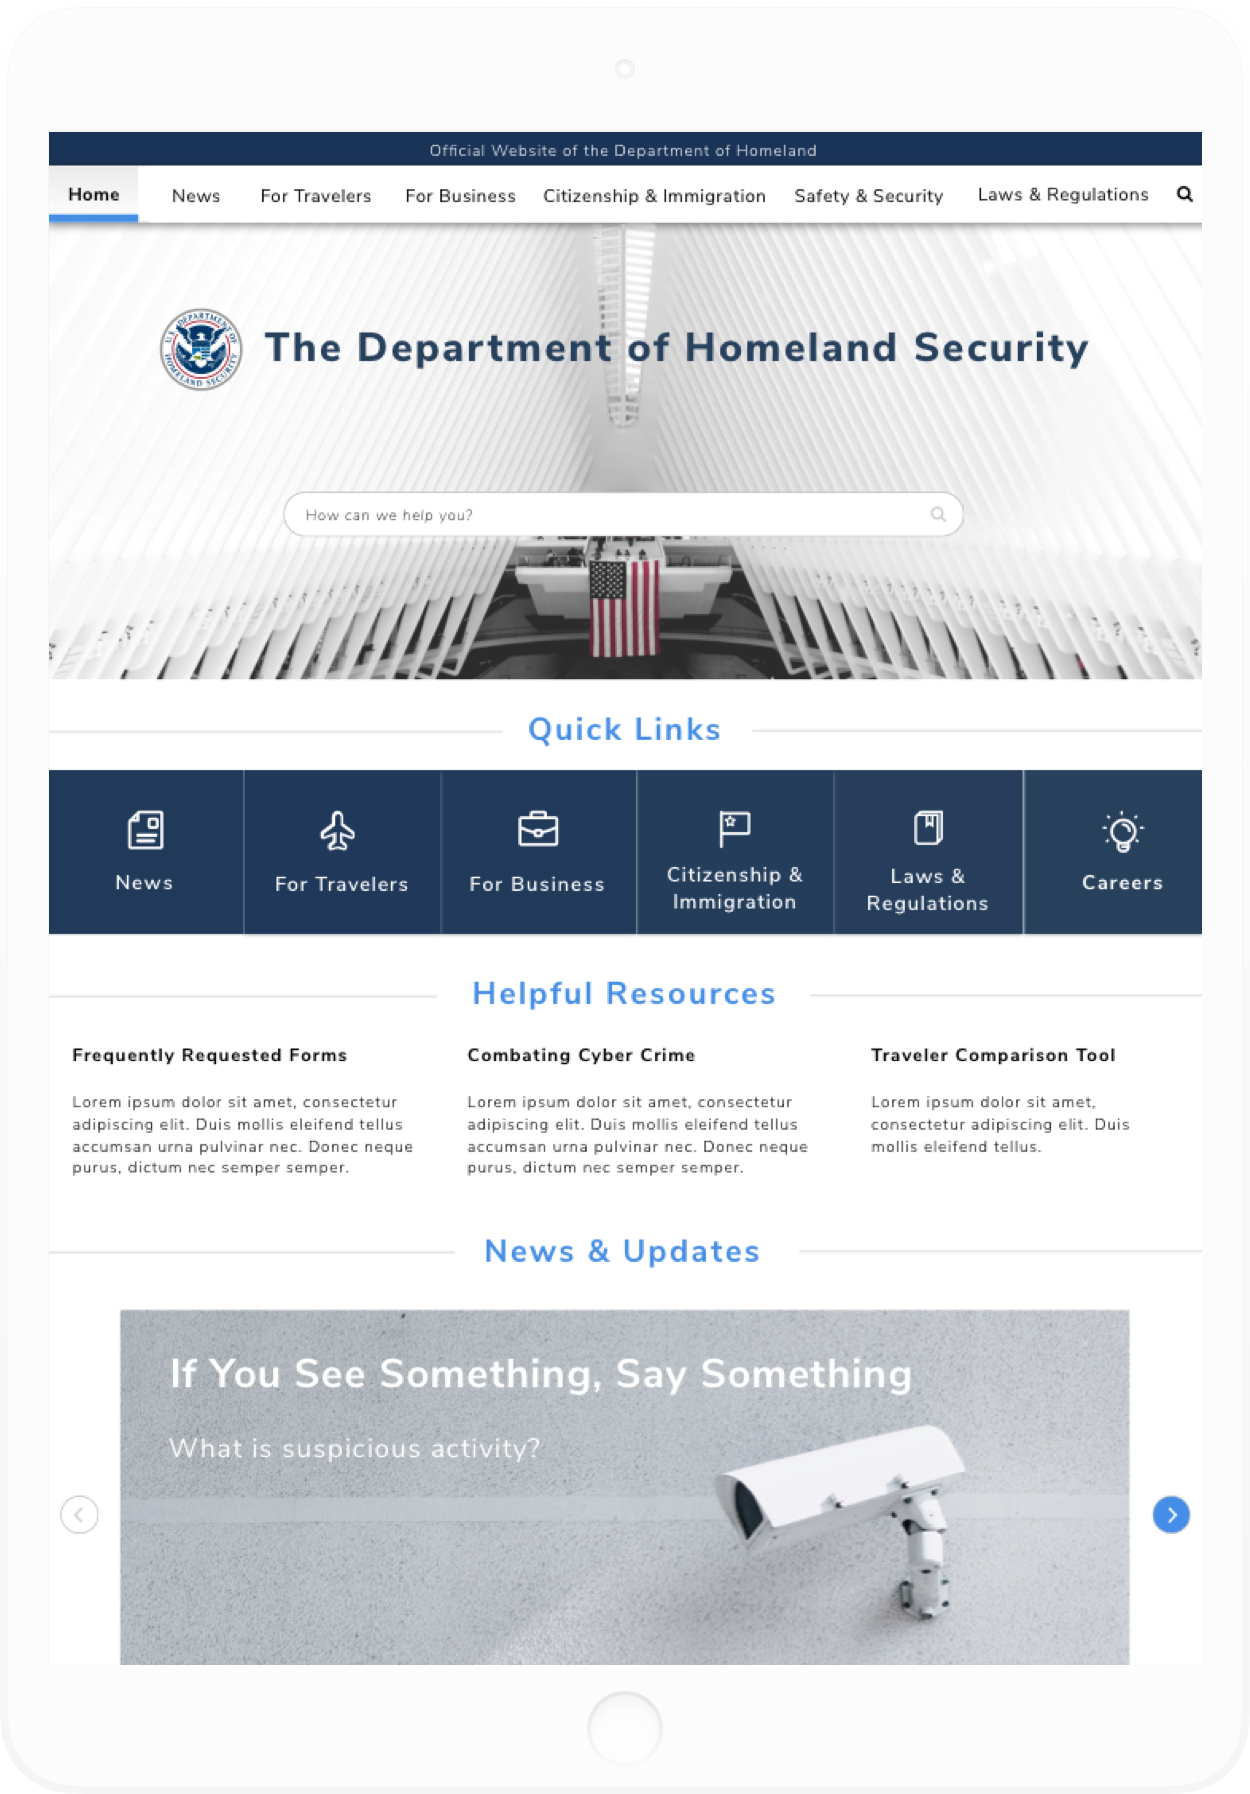 Official Website of the Department of Homeland
Home News For Travelers For Business Citizenship & Immigration Safety & Security Laws & Regulations
U.S. DEPARTMENT OF HOMELAND SECURITY
The Department of Homeland Security
How can we help you?
Quick Links
News
For Travelers
For Business
Citizenship &
Immigration
Laws &
Regulations
Careers
Helpful Resources
Frequently Requested Forms
Lorem ipsum dolor sit amet, consectetur
adipiscing elit. Duis mollis eleifend tellus
accumsan urna pulvinar nec. Donec neque
purus, dictum nec semper semper.
Combating Cyber Crime
Lorem ipsum dolor sit amet, consectetur
adipiscing elit. Duis mollis eleifend tellus
accumsan urna pulvinar nec. Donec neque
purus, dictum nec semper semper.
Traveler Comparison Tool
Lorem ipsum dolor sit amet,
consectetur adipiscing elit. Duis
mollis eleifend tellus.
News & Updates
If You See Something, Say Something
What is suspicious activity?